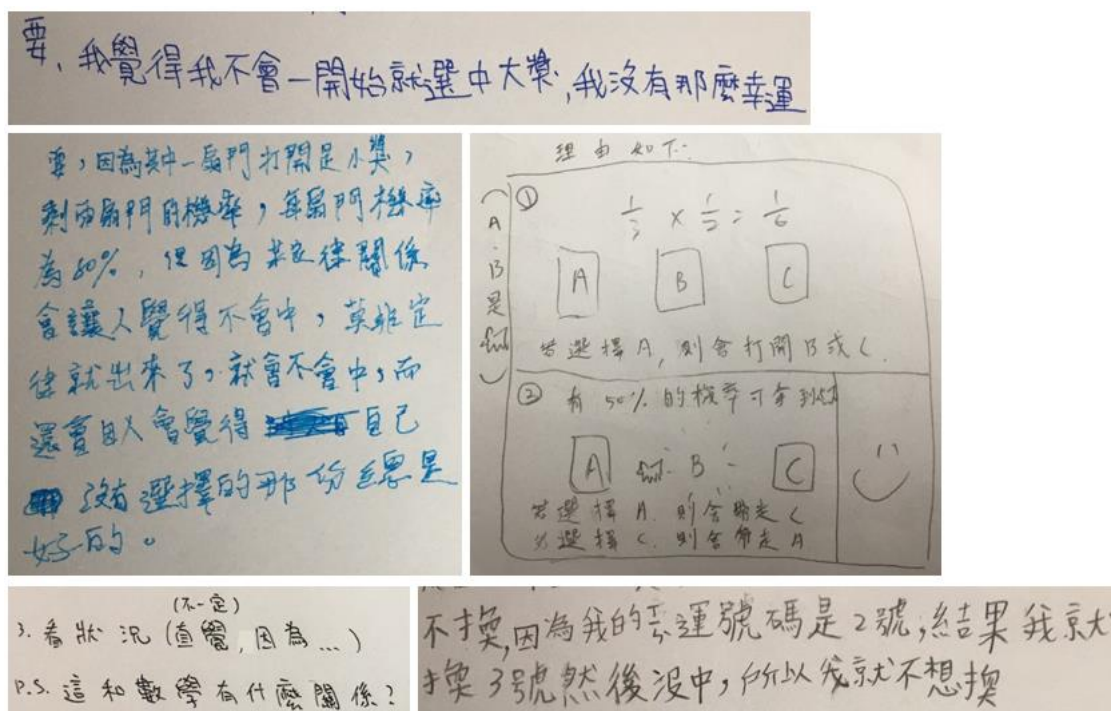 要、我覺得我不會一開始就選中大獎,我沒有那麼幸運
要,因為其中一扇門打開是小獎,
剩兩扇門的機率,每扇門機率
為50%,但因為某定律關係
會讓人覺得不會中,莫非定
律就出來了,就會不會中,而
還會自人會覺得 自己
沒有選擇的那份總是
好的。
理由如下:
(A.B是 )
①
1/3 × 1/2 = 1/6
A B C
若選擇A,則會打開B或C.
② 有50%的機率可拿到
A B C
若選擇A.則會帶走C
若選擇C.則會帶走A
(不一定)
3. 看狀況(直覺,因為...)
P.S. 這和數學有什麼關係?
不換,因為我的幸運號碼是2號,結果我就
換3號然後沒中,所以我就不想換